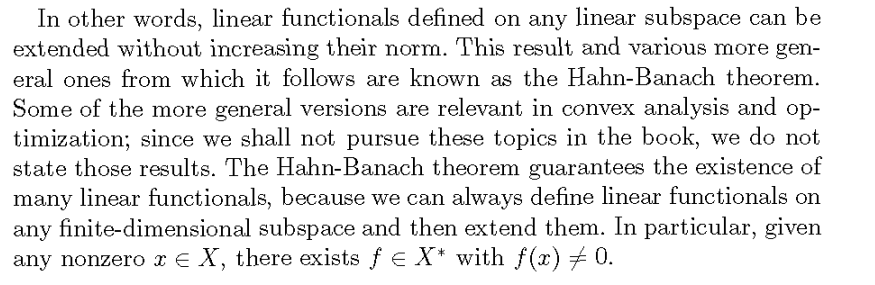 In other words, linear functionals defined on any linear subspace can be
extended without increasing their norm. This result and various more gen-
eral ones from which it follows are known as the Hahn-Banach theorem.
Some of the more general versions are relevant in convex analysis and op-
timization; since we shall not pursue these topics in the book, we do not
state those results. The Hahn-Banach theorem guarantees the existence of
many linear functionals, because we can always define linear functionals on
any finite-dimensional subspace and then extend them. In particular, given
any nonzero x ∈ X, there exists f ∈ X* with f(x) ≠ 0.